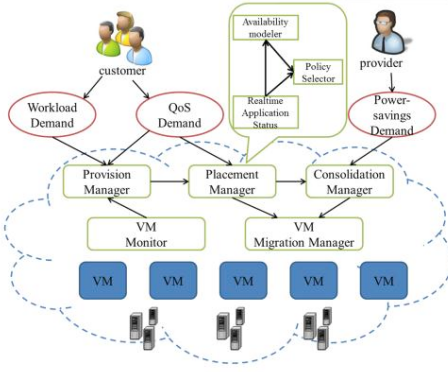 Availability
modeler
Policy
Selector
Realtime
Application
Status
customer
provider
Workload
Demand
QoS
Demand
Power-
savings
Demand
Provision
Manager
Placement
Manager
Consolidation
Manager
VM
Monitor
VM
Migration Manager
VM
VM
VM
VM
VM